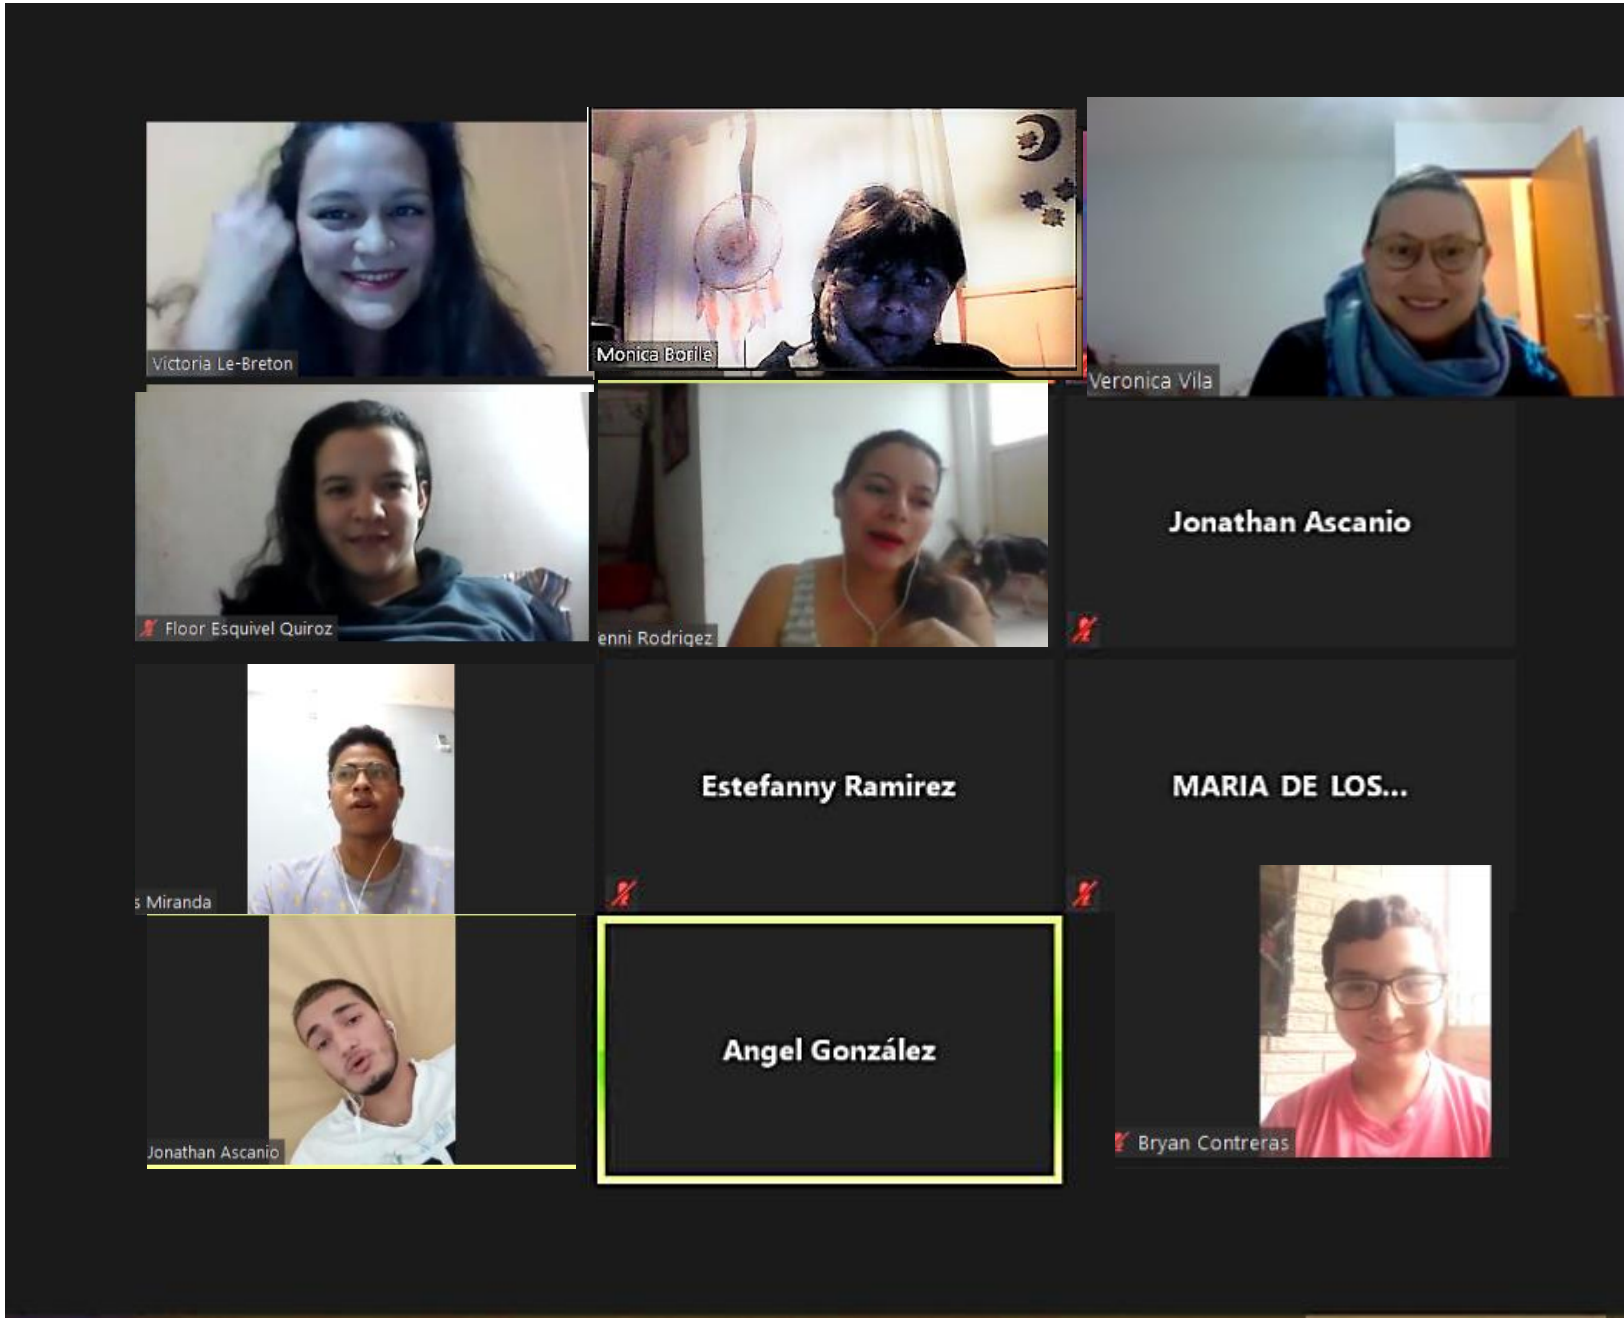 Victoria Le-Breton
Monica Borile
Veronica Vila
Floor Esquivel Quiroz
enni Rodrigez
Jonathan Ascanio
s Miranda
Estefanny Ramirez
MARIA DE LOS...
Jonathan Ascanio
Angel González
Bryan Contreras